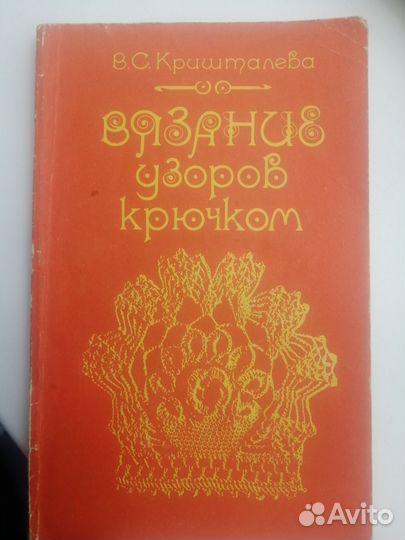 В.С.Кришталева
ВЯЗАНИЕ
узоров
крючком
Avito